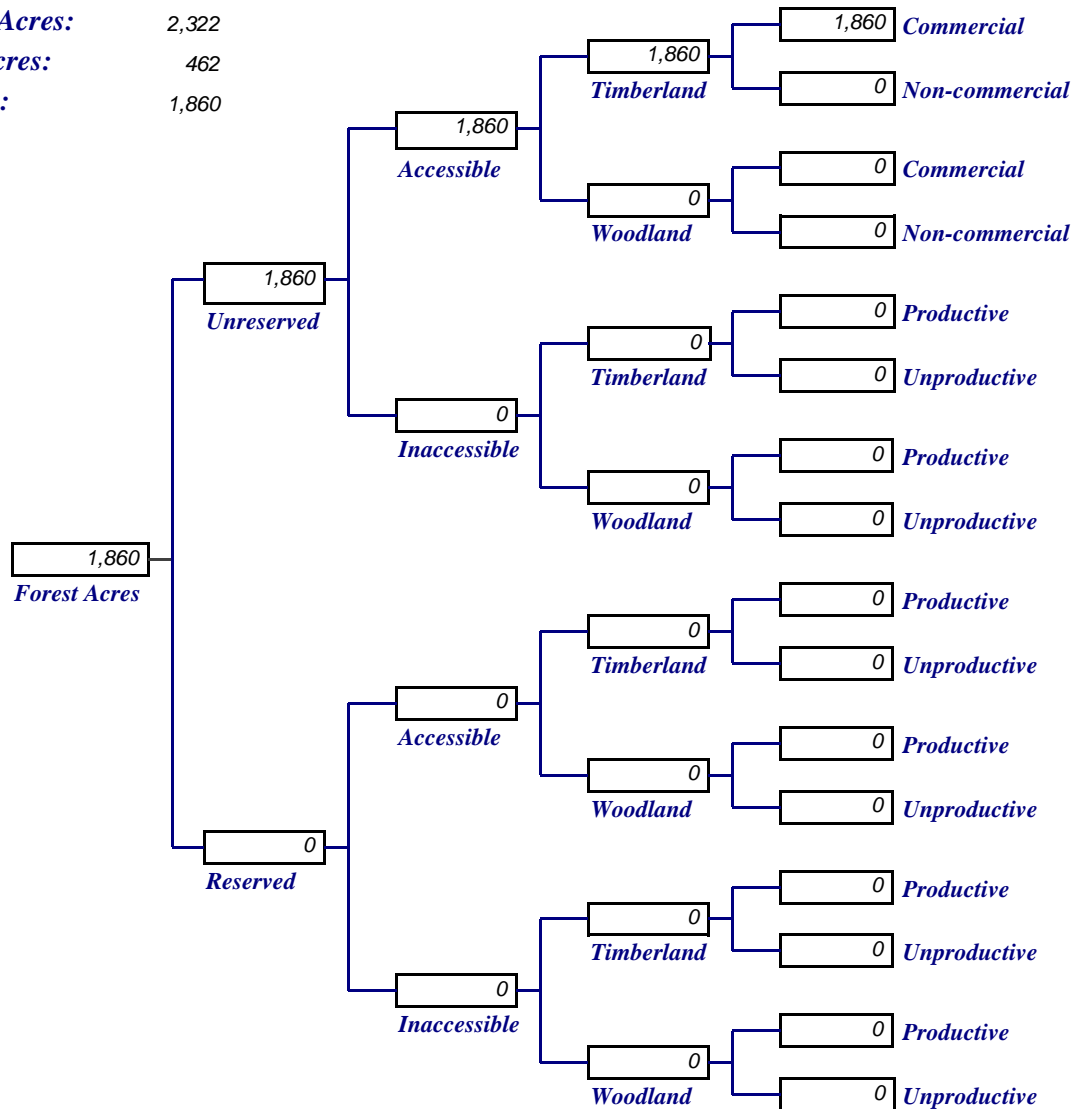 Acres: 2,322
cres: 462
: 1,860
1,860 Commercial
1,860
Timberland
0 Non-commercial
1,860
Accessible
0 Commercial
0
Woodland
0 Non-commercial
1,860
Unreserved
0 Productive
0
Timberland
0 Unproductive
0
Inaccessible
0 Productive
0
Woodland
0 Unproductive
1,860
Forest Acres
0 Productive
0
Timberland
0 Unproductive
0
Accessible
0 Productive
0
Woodland
0 Unproductive
0
Reserved
0 Productive
0
Timberland
0 Unproductive
0
Inaccessible
0 Productive
0
Woodland
0 Unproductive